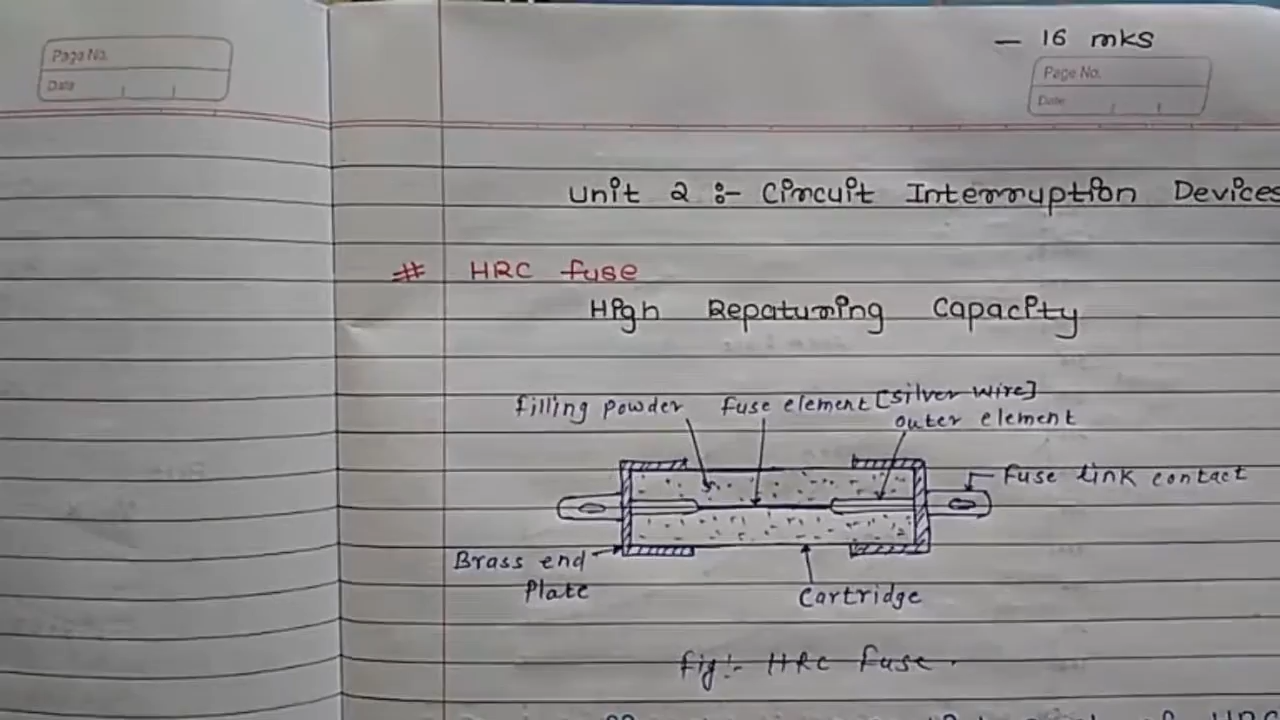 — 16 mks
Page No.
Date
Page No.
Date
Unit 2 :- Circuit Interruption Devices
# HRC fuse
High Repaturing Capacity
filling powder
fuse element [silver wire]
outer element
fuse link contact
Brass end
Plate
Cartridge
fig:- HRC fuse.